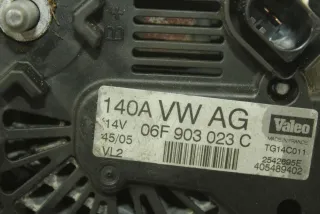 B+
140A VW AG
Valeo
14V
06F 903 023 C
45/05
TG14C011
VL2
2542695E
405489402